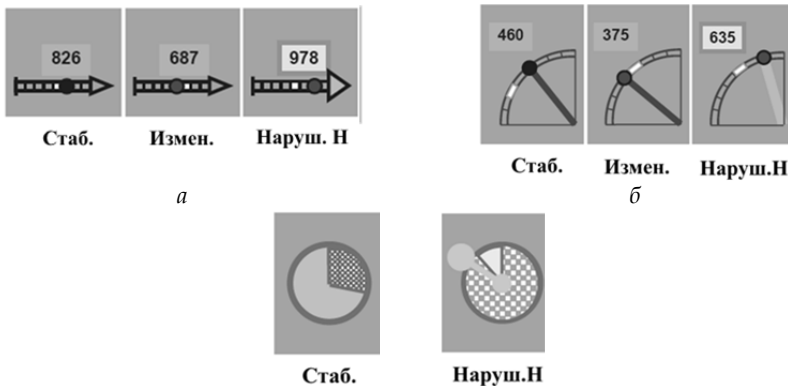 826 687 978
Стаб. Измен. Наруш. Н
а
460 375 635
Стаб. Измен. Наруш.Н
б
Стаб. Наруш.Н